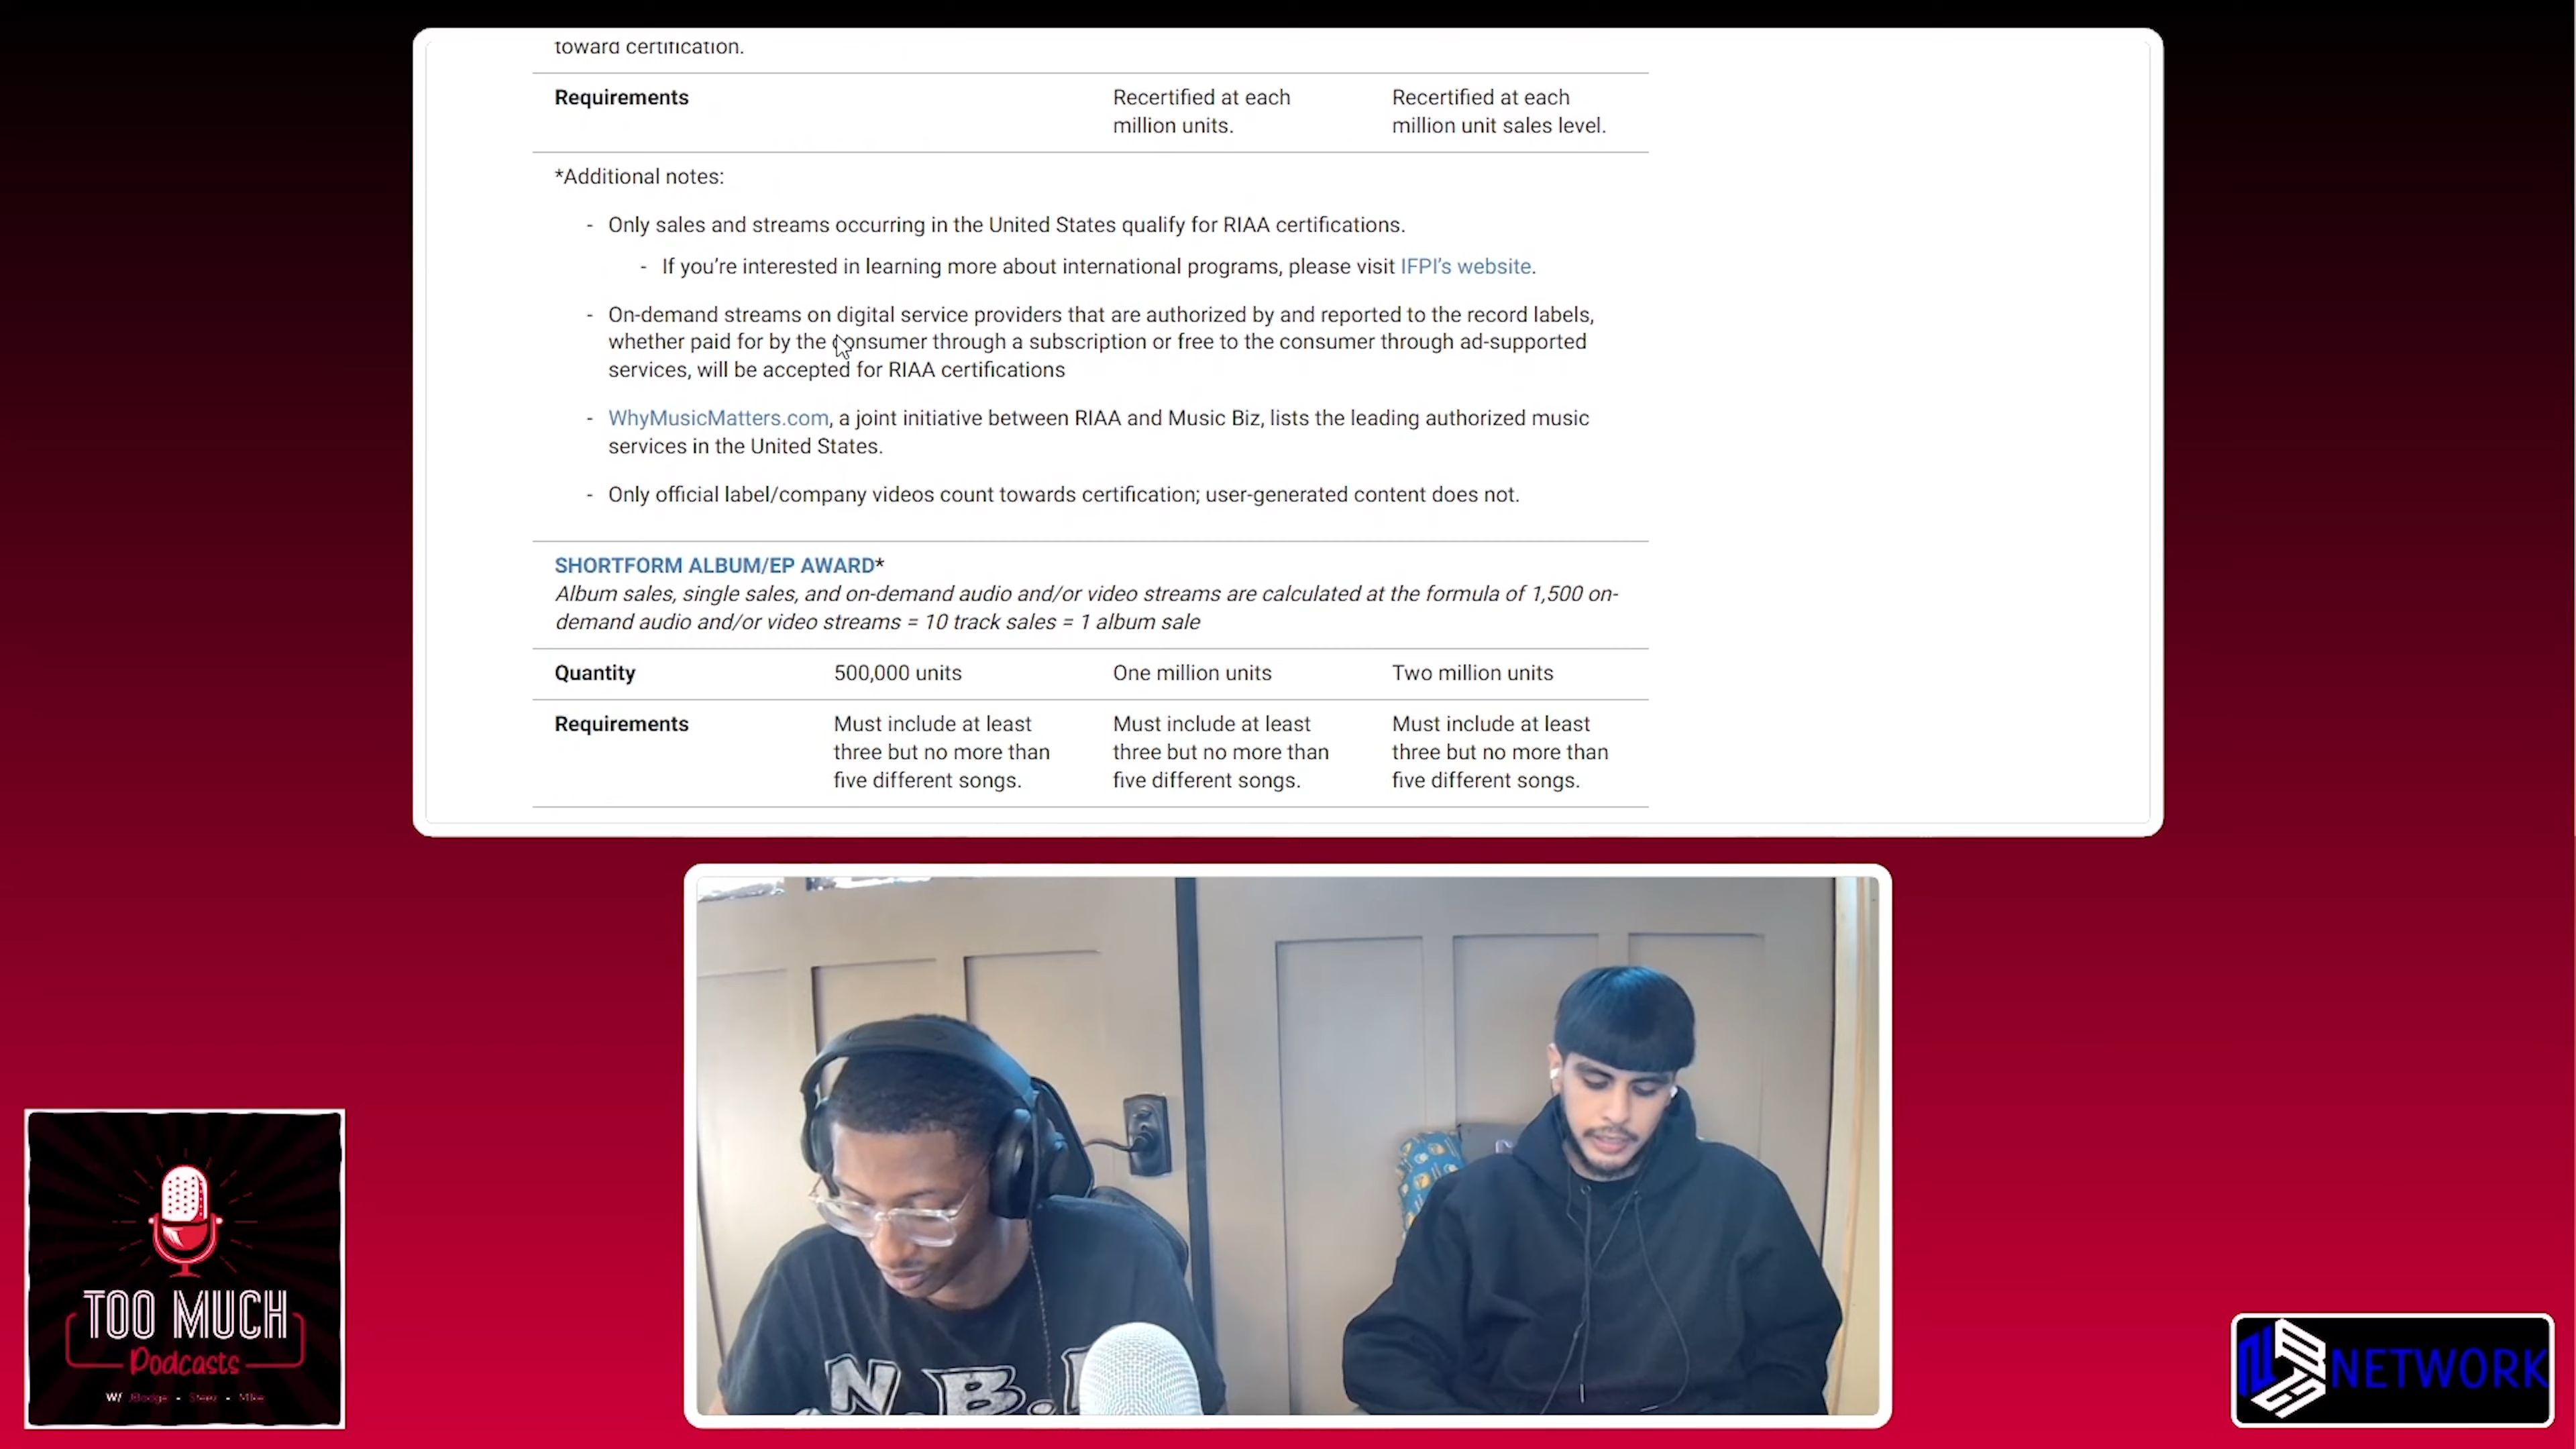 toward certification.
Requirements
Recertified at each
million units.
Recertified at each
million unit sales level.
*Additional notes:
- Only sales and streams occurring in the United States qualify for RIAA certifications.
- If you're interested in learning more about international programs, please visit IFPI's website.
- On-demand streams on digital service providers that are authorized by and reported to the record labels,
whether paid for by the consumer through a subscription or free to the consumer through ad-supported
services, will be accepted for RIAA certifications
- WhyMusicMatters.com, a joint initiative between RIAA and Music Biz, lists the leading authorized music
services in the United States.
- Only official label/company videos count towards certification; user-generated content does not.
SHORTFORM ALBUM/EP AWARD*
Album sales, single sales, and on-demand audio and/or video streams are calculated at the formula of 1,500 on-
demand audio and/or video streams = 10 track sales = 1 album sale
Quantity 500,000 units One million units Two million units
Requirements
Must include at least
three but no more than
five different songs.
Must include at least
three but no more than
five different songs.
Must include at least
three but no more than
five different songs.
N.B.
TOO MUCH
Podcasts
W/
NETWORK